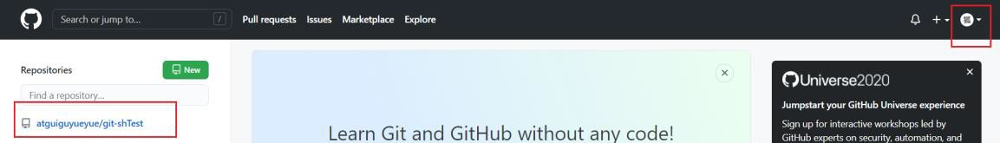 Search or jump to... /
Pull requests Issues Marketplace Explore
Repositories
New
Find a repository...
atguiguyueyue/git-shTest
Learn Git and GitHub without any code!
Universe2020
Jumpstart your GitHub Universe experience
Sign up for interactive workshops led by
GitHub experts on security, automation, and